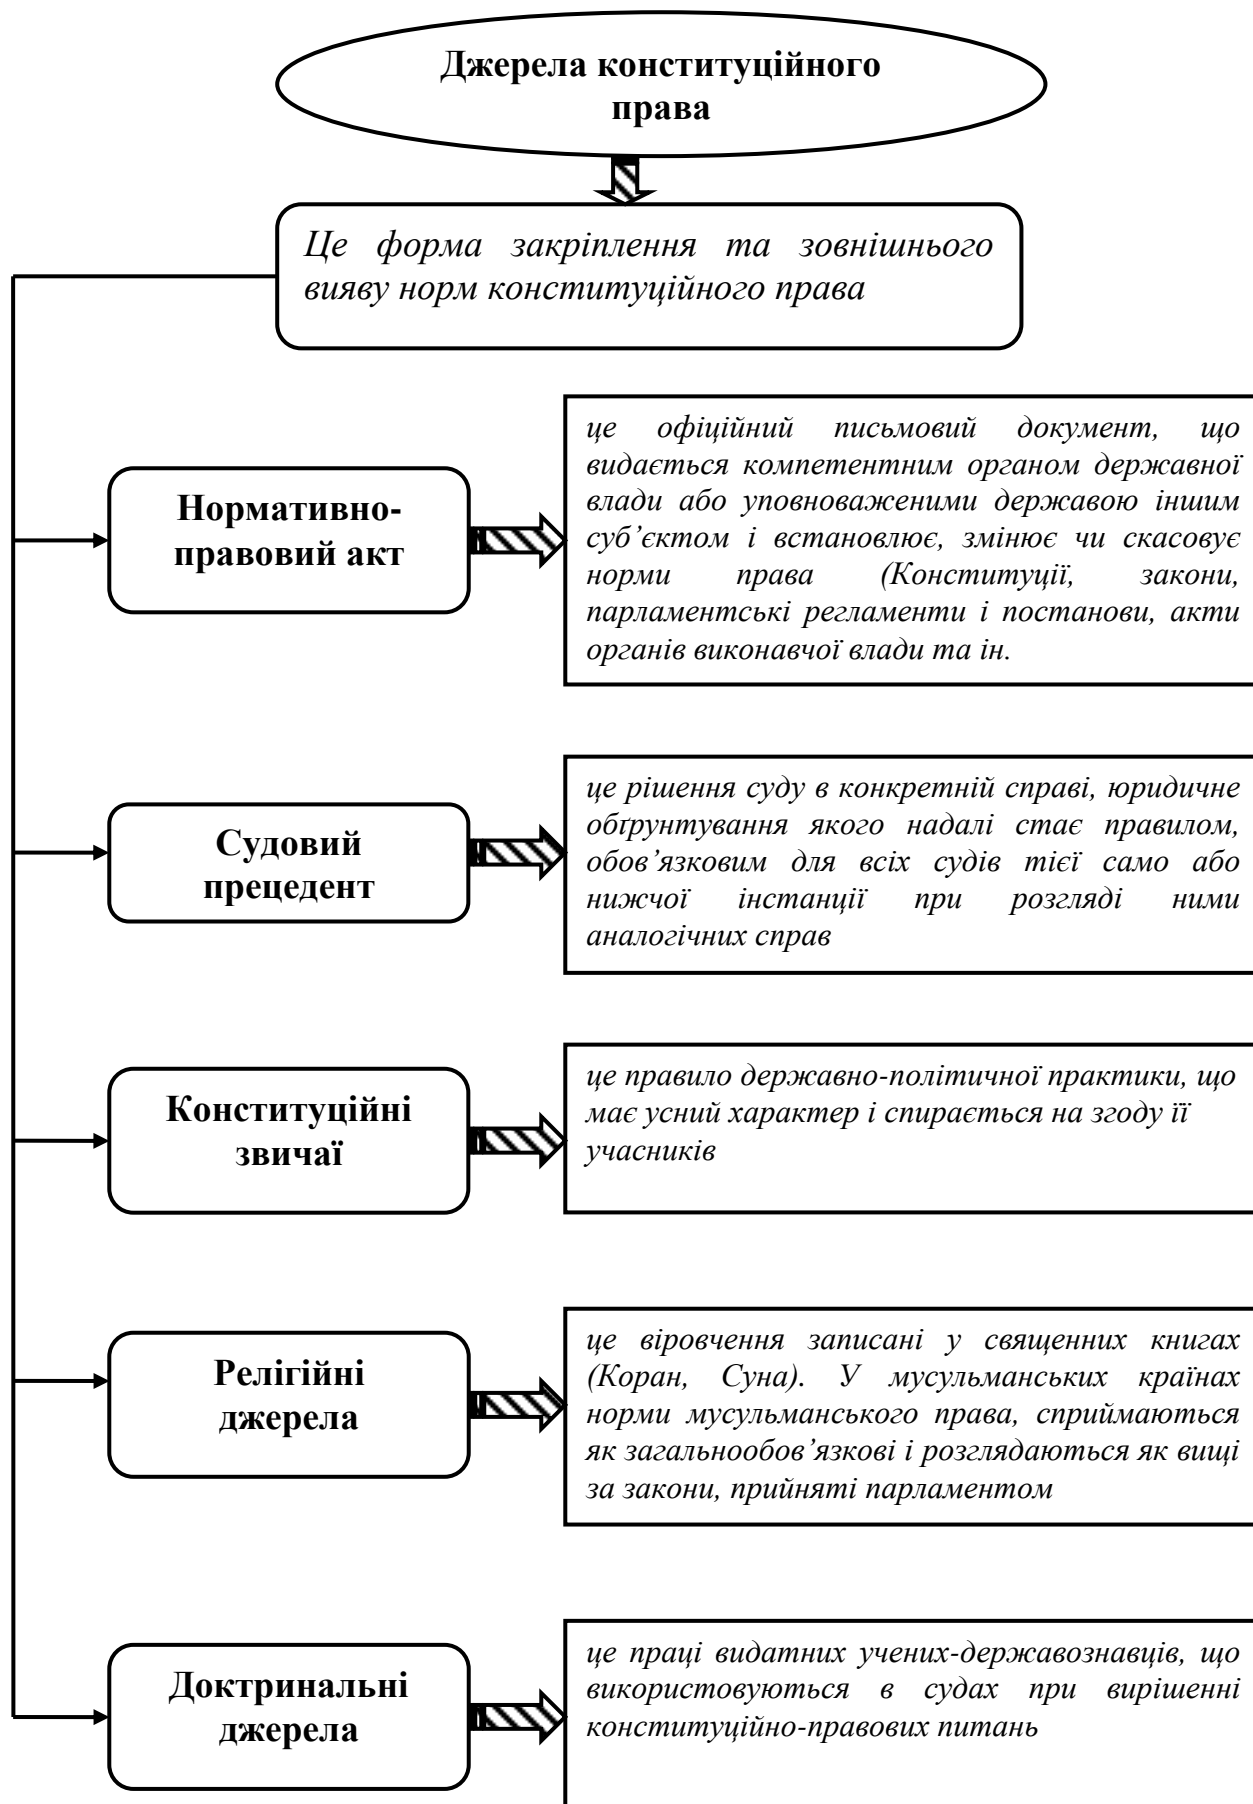 Джерела конституційного
права
Це форма закріплення та зовнішнього
вияву норм конституційного права
Нормативно-
правовий акт
це офіційний письмовий документ, що
видається компетентним органом державної
влади або уповноваженими державою іншим
суб’єктом і встановлює, змінює чи скасовує
норми права (Конституції, закони,
парламентські регламенти і постанови, акти
органів виконавчої влади та ін.
Судовий
прецедент
це рішення суду в конкретній справі, юридичне
обґрунтування якого надалі стає правилом,
обов’язковим для всіх судів тієї само або
нижчої інстанції при розгляді ними
аналогічних справ
Конституційні
звичаї
це правило державно-політичної практики, що
має усний характер і спирається на згоду її
учасників
Релігійні
джерела
це віровчення записані у священних книгах
(Коран, Суна). У мусульманських країнах
норми мусульманського права, сприймаються
як загальнообов’язкові і розглядаються як вищі
за закони, прийняті парламентом
Доктринальні
джерела
це праці видатних учених-державознавців, що
використовуються в судах при вирішенні
конституційно-правових питань